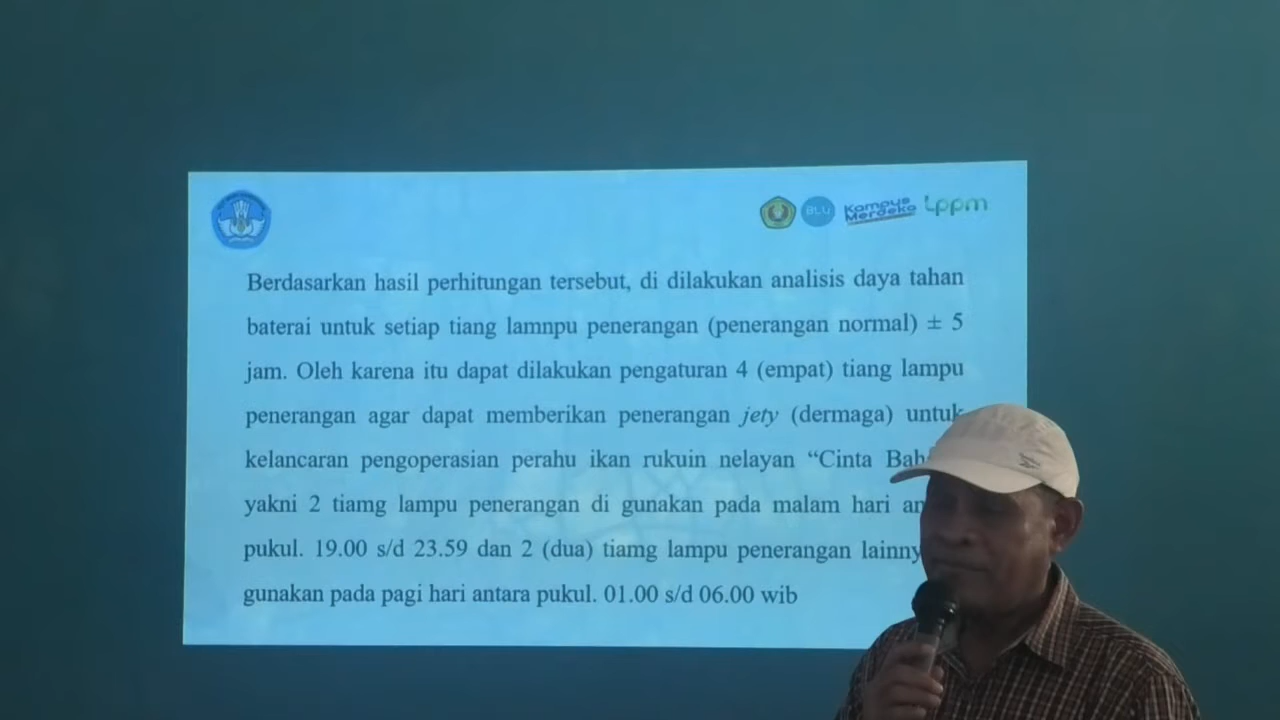 BLU
Kampus
Merdeka
Lppm
Berdasarkan hasil perhitungan tersebut, di dilakukan analisis daya tahan
baterai untuk setiap tiang lamnpu penerangan (penerangan normal) ± 5
jam. Oleh karena itu dapat dilakukan pengaturan 4 (empat) tiang lampu
penerangan agar dapat memberikan penerangan jety (dermaga) untuk
kelancaran pengoperasian perahu ikan rukuin nelayan “Cinta
yakni 2 tiamg lampu penerangan di gunakan pada malam hari
pukul. 19.00 s/d 23.59 dan 2 (dua) tiamg lampu penerangan
gunakan pada pagi hari antara pukul. 01.00 s/d 06.00 wib